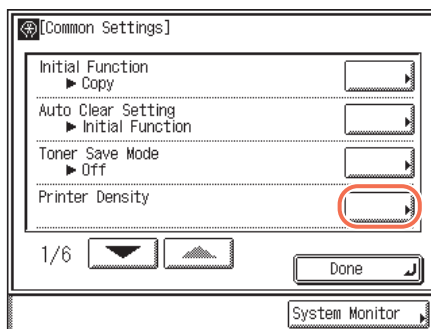 [Common Settings]
Initial Function
▶ Copy
Auto Clear Setting
▶ Initial Function
Toner Save Mode
▶ Off
Printer Density
1/6
Done
System Monitor